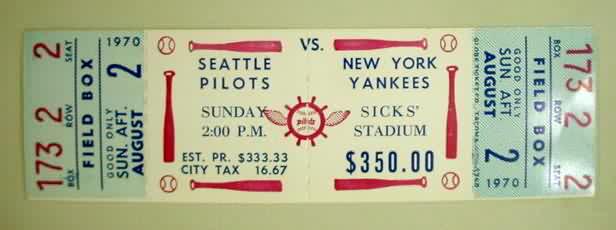 173 2 2
BOX ROW SEAT
FIELD BOX
GOOD ONLY
SUN. AFT.
AUGUST 2
1970
SEATTLE PILOTS
SUNDAY
2:00 P.M.
EST. PR. $333.33
CITY TAX 16.67
VS.
pilots
NEW YORK YANKEES
SICKS' STADIUM
$350.00
1970
GOOD ONLY
SUN. AFT.
AUGUST 2
FIELD BOX
BOX ROW SEAT
173 2 2